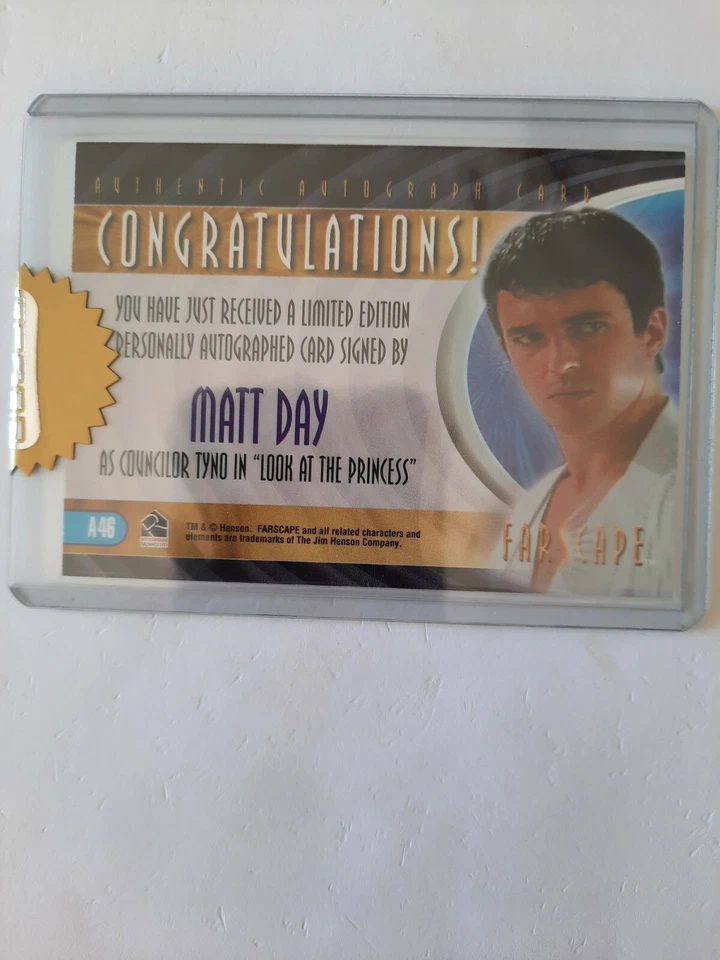 AUTHENTIC AUTOGRAPH CARD
CONGRATULATIONS!
YOU HAVE JUST RECEIVED A LIMITED EDITION
PERSONALLY AUTOGRAPHED CARD SIGNED BY
MATT DAY
AS COUNCILOR TYNO IN "LOOK AT THE PRINCESS"
A46
TM & © Henson. FARSCAPE and all related characters and
elements are trademarks of The Jim Henson Company.
FARSCAPE